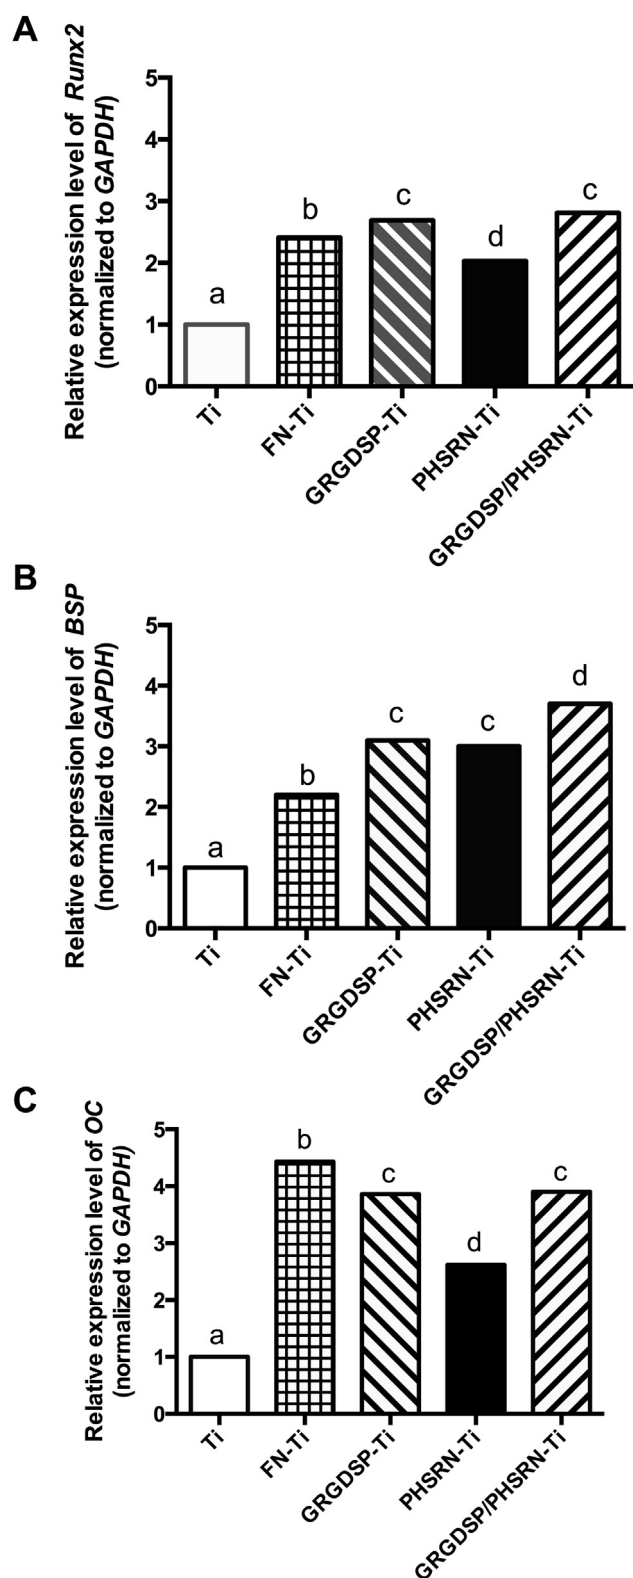 A
Relative expression level of Runx2
(normalized to GAPDH)
5
4
3
2
1
0
a
b
c
d
c
Ti
FN-Ti
GRGDSP-Ti
PHSRN-Ti
GRGDSP/PHSRN-Ti
B
Relative expression level of BSP
(normalized to GAPDH)
5
4
3
2
1
0
a
b
c
c
d
Ti
FN-Ti
GRGDSP-Ti
PHSRN-Ti
GRGDSP/PHSRN-Ti
C
Relative expression level of OC
(normalized to GAPDH)
5
4
3
2
1
0
a
b
c
d
c
Ti
FN-Ti
GRGDSP-Ti
PHSRN-Ti
GRGDSP/PHSRN-Ti